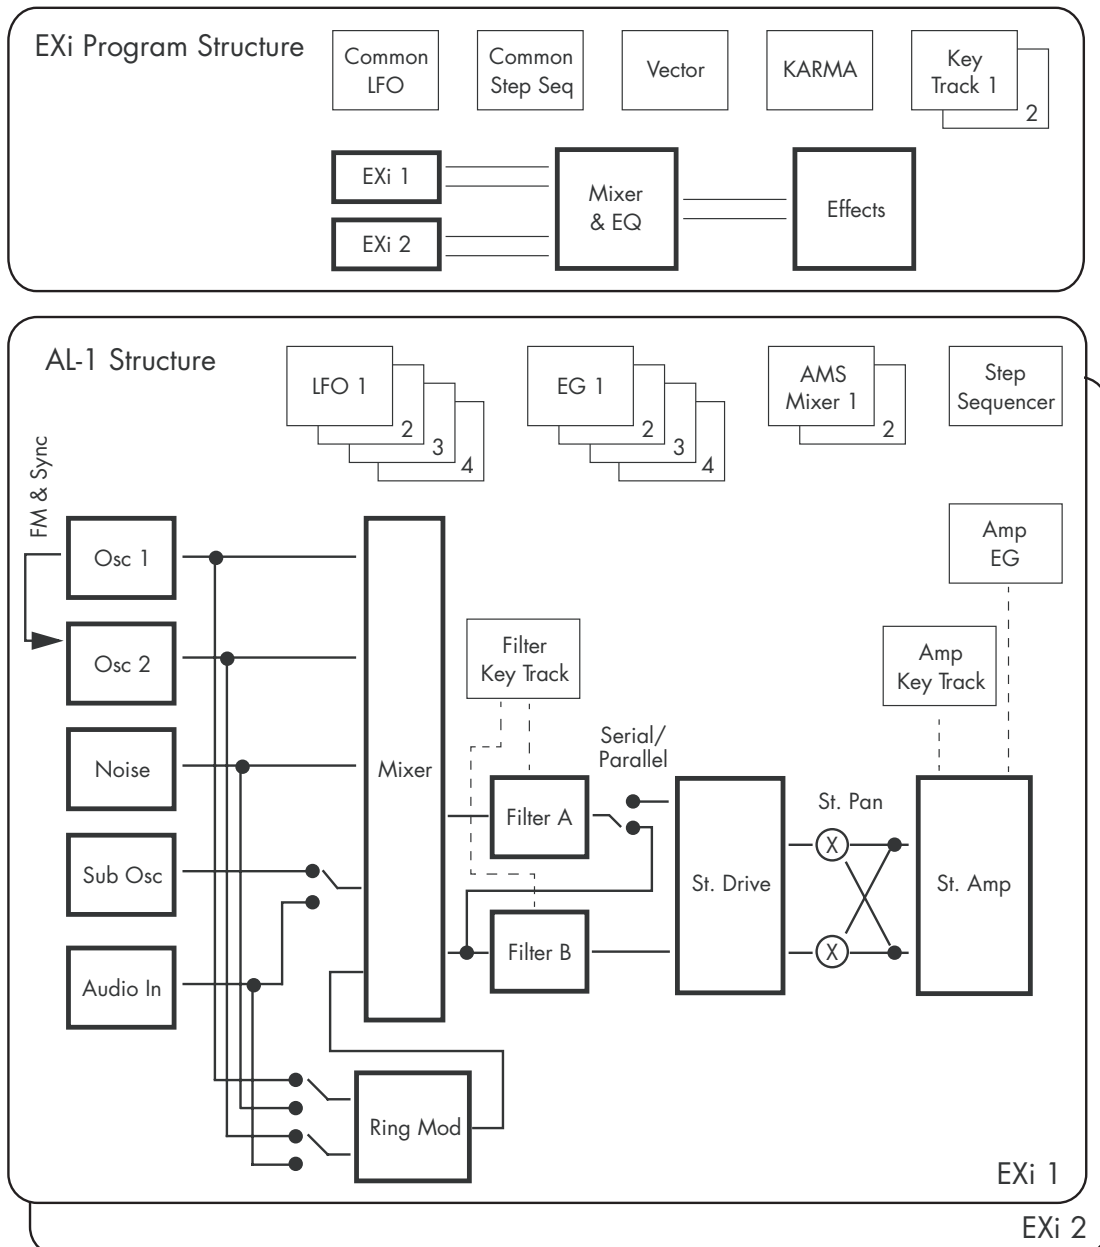 EXi Program Structure
Common
LFO
Common
Step Seq
Vector
KARMA
Key
Track 1
2
EXi 1
EXi 2
Mixer
& EQ
Effects
AL-1 Structure
LFO 1
2
3
4
EG 1
2
3
4
AMS
Mixer 1
2
Step
Sequencer
FM & Sync
Osc 1
Osc 2
Noise
Sub Osc
Audio In
Mixer
Filter
Key Track
Serial/
Parallel
Filter A
Filter B
St. Drive
St. Pan
X
X
Amp
EG
Amp
Key Track
St. Amp
Ring Mod
EXi 1
EXi 2